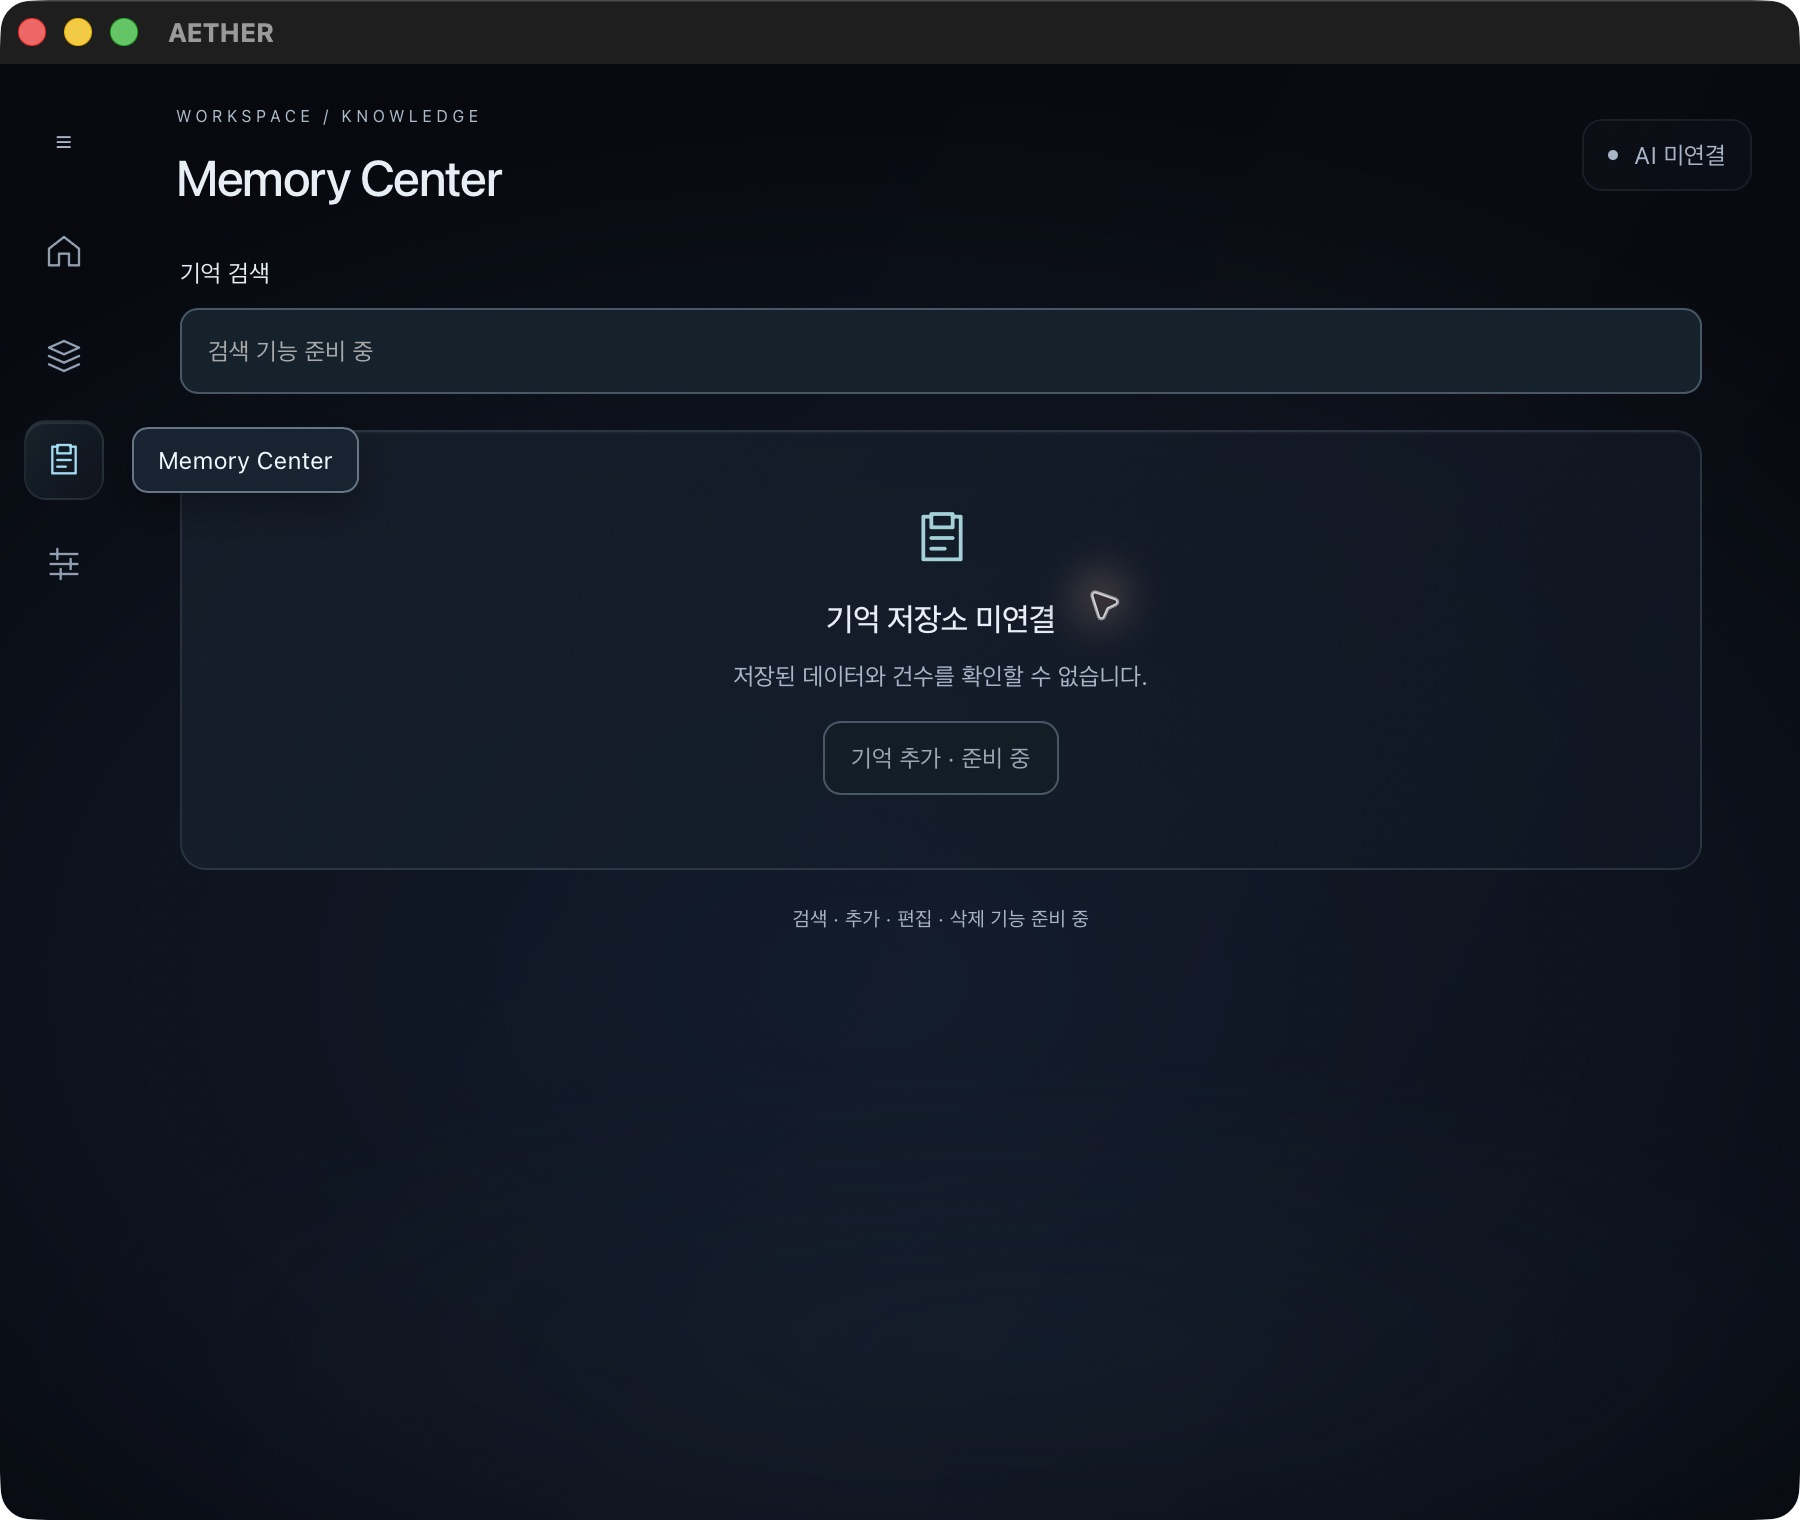 AETHER
WORKSPACE / KNOWLEDGE
Memory Center
AI 미연결
기억 검색
검색 기능 준비 중
Memory Center
기억 저장소 미연결
저장된 데이터와 건수를 확인할 수 없습니다.
기억 추가 · 준비 중
검색 · 추가 · 편집 · 삭제 기능 준비 중